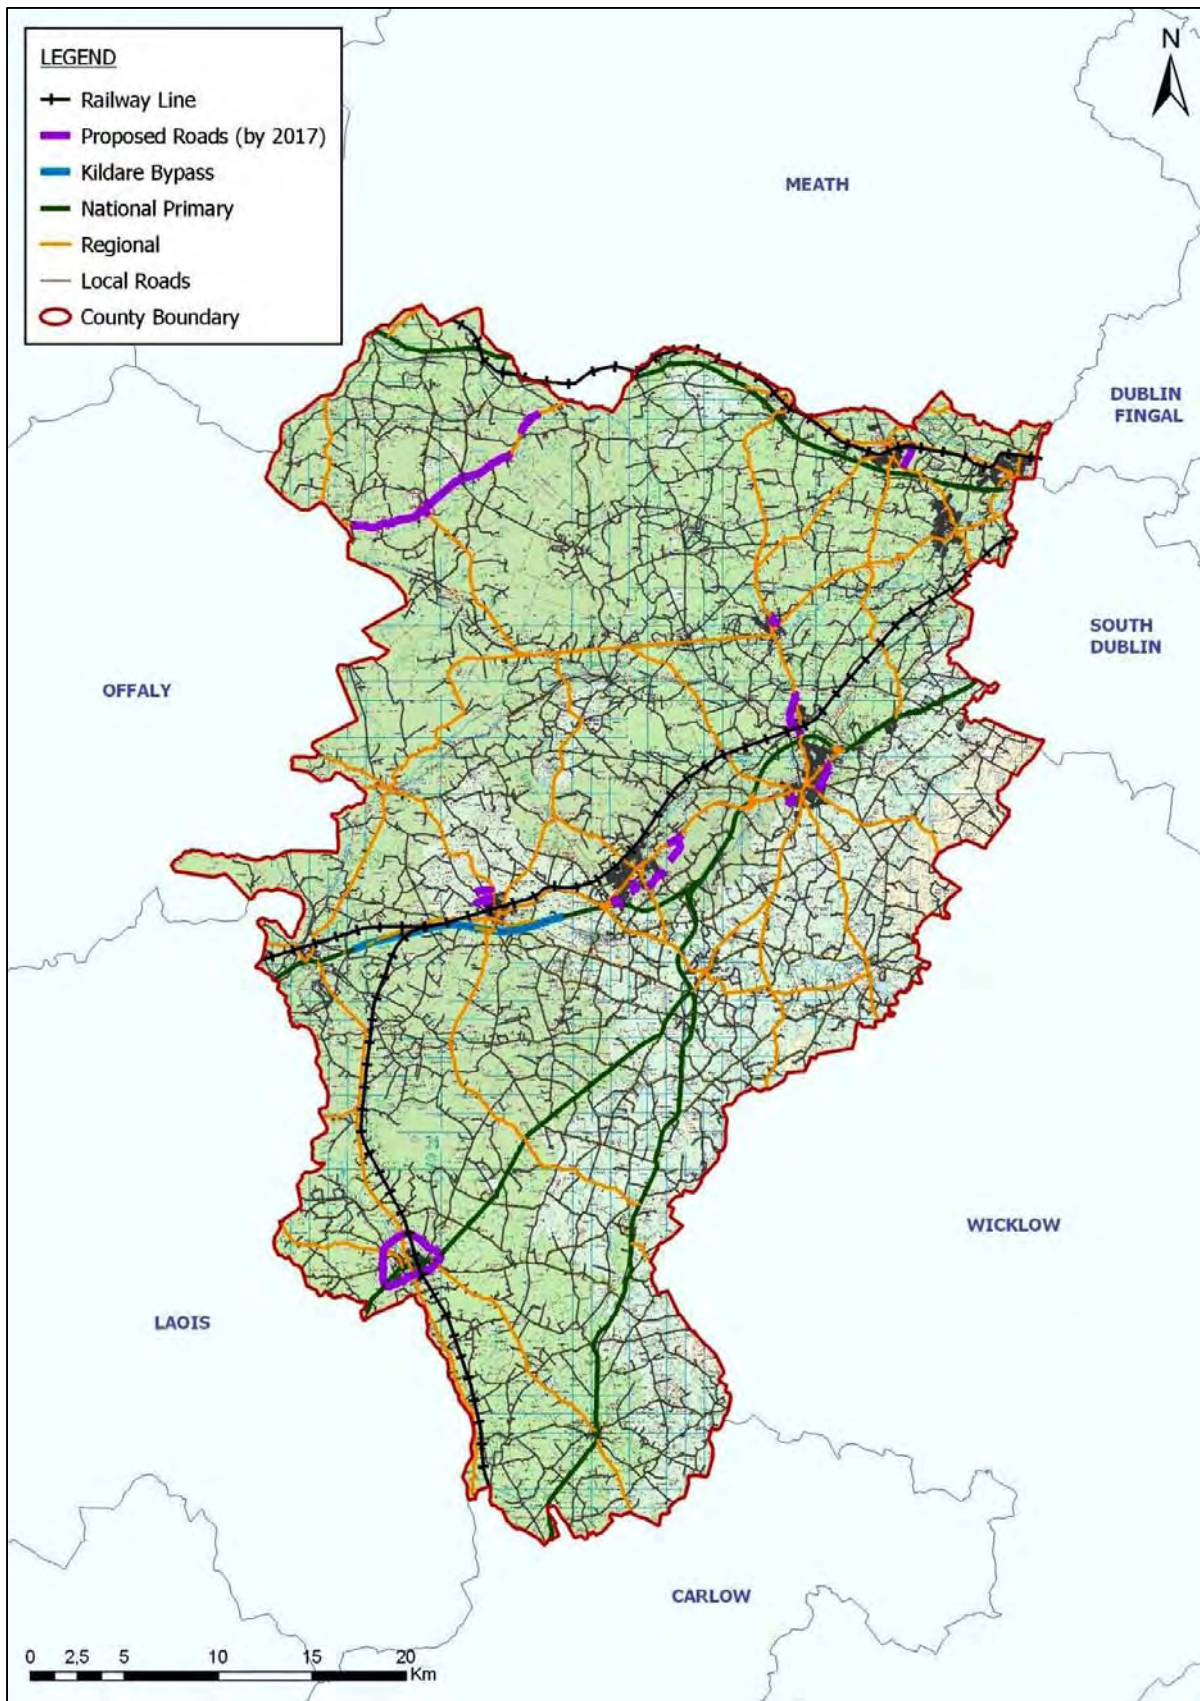 LEGEND
Railway Line
Proposed Roads (by 2017)
Kildare Bypass
National Primary
Regional
Local Roads
County Boundary
N
MEATH
DUBLIN
FINGAL
SOUTH
DUBLIN
OFFALY
WICKLOW
LAOIS
CARLOW
0 2,5 5 10 15 20
Km